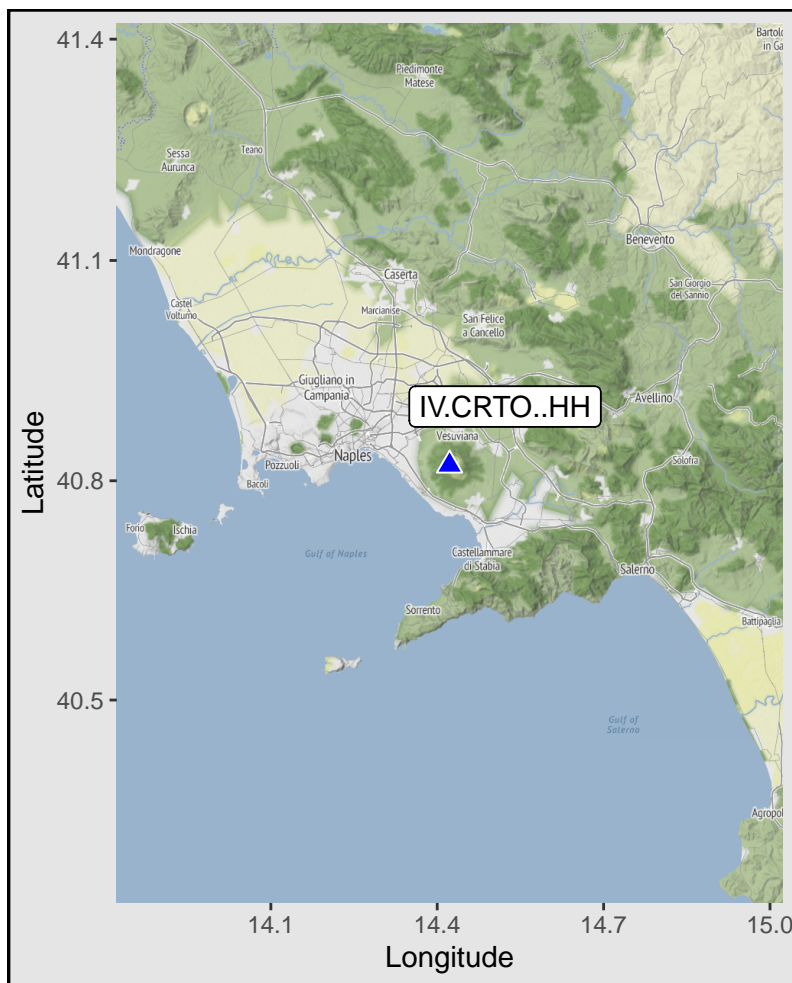 41.4
41.1
40.8
40.5
Latitude
Bartolo
in Ga
Piedimonte
Matese
Sessa
Aurunca
Teano
Mondragone
Benevento
Caserta
San Giorgio
del Sannio
Castel
Volturno
Marcianise
San Felice
a Cancello
Giugliano in
Campania
Avellino
IV.CRTO..HH
Vesuviana
Naples
Pozzuoli
Solofra
Bacoli
Forio
Ischia
Gulf of Naples
Castellammare
di Stabia
Salerno
Sorrento
Battipaglia
Gulf of
Salerno
Agropol
14.1
14.4
14.7
15.0
Longitude